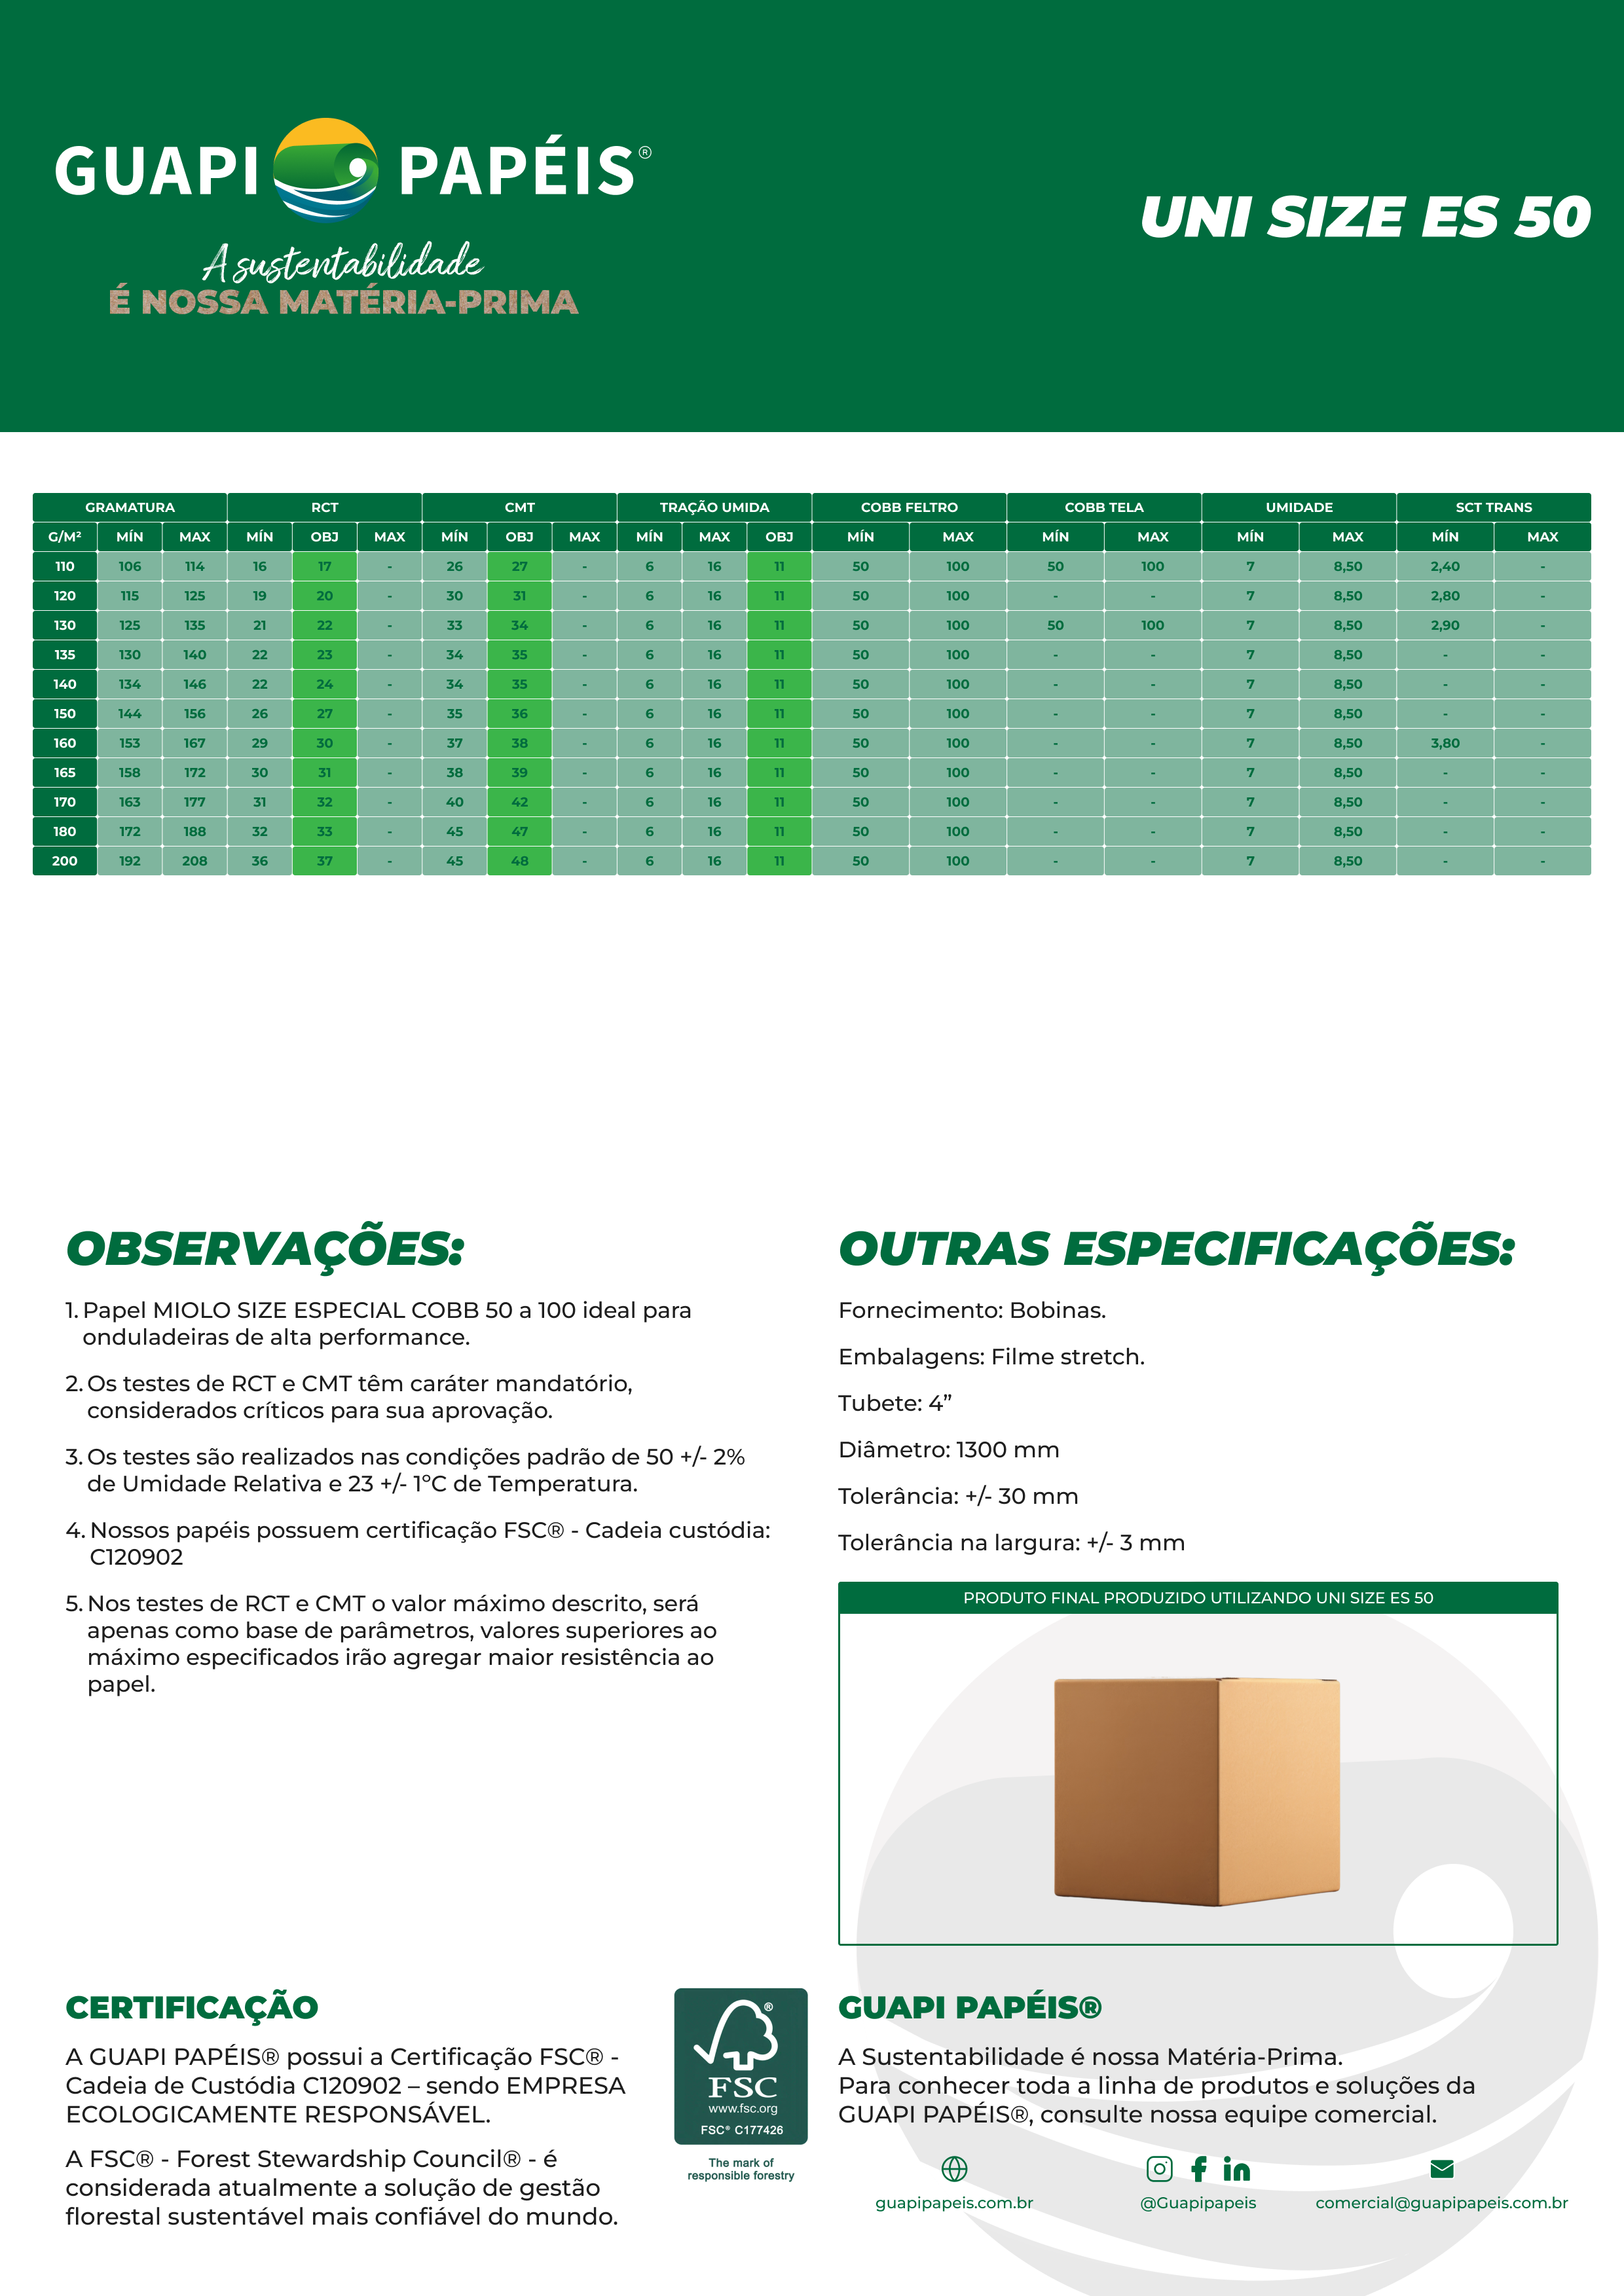 GUAPI PAPÉIS®
A sustentabilidade
É NOSSA MATÉRIA-PRIMA
UNI SIZE ES 50
GRAMATURA RCT CMT TRAÇÃO UMIDA COBB FELTRO COBB TELA UMIDADE SCT TRANS
G/M² MÍN MAX MÍN OBJ MAX MÍN OBJ MAX MÍN MAX OBJ MÍN MAX MÍN MAX MÍN MAX MÍN MAX
110 106 114 16 17 - 26 27 - 6 16 11 50 100 50 100 7 8,50 2,40 -
120 115 125 19 20 - 30 31 - 6 16 11 50 100 - - 7 8,50 2,80 -
130 125 135 21 22 - 33 34 - 6 16 11 50 100 50 100 7 8,50 2,90 -
135 130 140 22 23 - 34 35 - 6 16 11 50 100 - - 7 8,50 - -
140 134 146 22 24 - 34 35 - 6 16 11 50 100 - - 7 8,50 - -
150 144 156 26 27 - 35 36 - 6 16 11 50 100 - - 7 8,50 - -
160 153 167 29 30 - 37 38 - 6 16 11 50 100 - - 7 8,50 3,80 -
165 158 172 30 31 - 38 39 - 6 16 11 50 100 - - 7 8,50 - -
170 163 177 31 32 - 40 42 - 6 16 11 50 100 - - 7 8,50 - -
180 172 188 32 33 - 45 47 - 6 16 11 50 100 - - 7 8,50 - -
200 192 208 36 37 - 45 48 - 6 16 11 50 100 - - 7 8,50 - -
OBSERVAÇÕES:
1. Papel MIOLO SIZE ESPECIAL COBB 50 a 100 ideal para
onduladeiras de alta performance.
2. Os testes de RCT e CMT têm caráter mandatório,
considerados críticos para sua aprovação.
3. Os testes são realizados nas condições padrão de 50 +/- 2%
de Umidade Relativa e 23 +/- 1ºC de Temperatura.
4. Nossos papéis possuem certificação FSC® - Cadeia custódia:
C120902
5. Nos testes de RCT e CMT o valor máximo descrito, será
apenas como base de parâmetros, valores superiores ao
máximo especificados irão agregar maior resistência ao
papel.
OUTRAS ESPECIFICAÇÕES:
Fornecimento: Bobinas.
Embalagens: Filme stretch.
Tubete: 4”
Diâmetro: 1300 mm
Tolerância: +/- 30 mm
Tolerância na largura: +/- 3 mm
PRODUTO FINAL PRODUZIDO UTILIZANDO UNI SIZE ES 50
CERTIFICAÇÃO
A GUAPI PAPÉIS® possui a Certificação FSC® -
Cadeia de Custódia C120902 – sendo EMPRESA
ECOLOGICAMENTE RESPONSÁVEL.
A FSC® - Forest Stewardship Council® - é
considerada atualmente a solução de gestão
florestal sustentável mais confiável do mundo.
®
FSC
www.fsc.org
FSC® C177426
The mark of
responsible forestry
GUAPI PAPÉIS®
A Sustentabilidade é nossa Matéria-Prima.
Para conhecer toda a linha de produtos e soluções da
GUAPI PAPÉIS®, consulte nossa equipe comercial.
guapipapeis.com.br
@Guapipapeis
comercial@guapipapeis.com.br